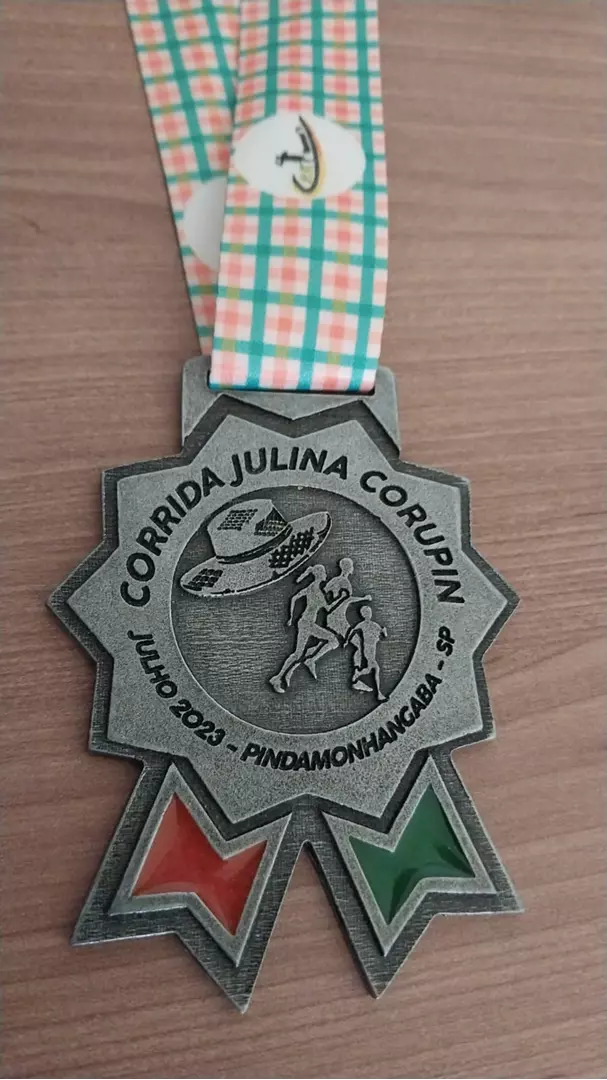 CORRIDA JULINA CORUPIN
JULHO 2023 - PINDAMONHANGABA - SP